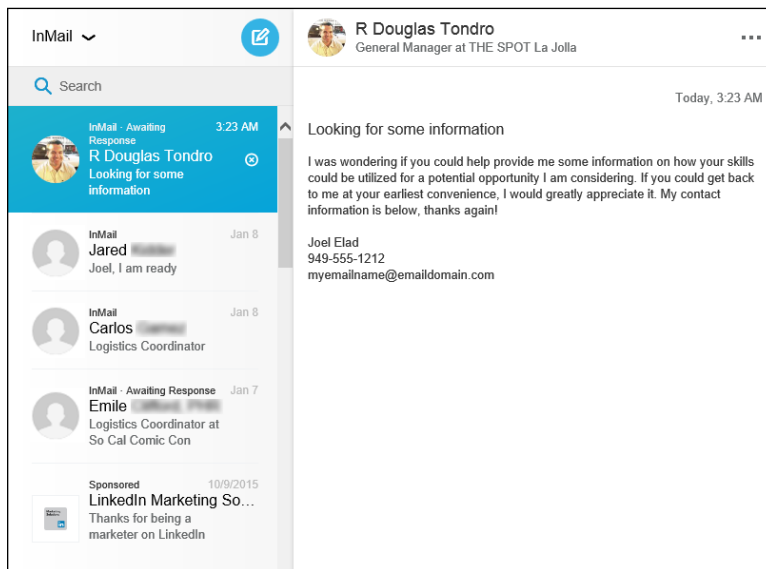 InMail
Search
InMail · Awaiting
Response
3:23 AM
R Douglas Tondro
Looking for some
information
InMail
Jan 8
Jared
Joel, I am ready
InMail
Jan 8
Carlos
Logistics Coordinator
InMail · Awaiting Response
Jan 7
Emile
Logistics Coordinator at
So Cal Comic Con
Sponsored
10/9/2015
LinkedIn Marketing So...
Thanks for being a
marketer on LinkedIn
R Douglas Tondro
General Manager at THE SPOT La Jolla
Today, 3:23 AM
Looking for some information
I was wondering if you could help provide me some information on how your skills
could be utilized for a potential opportunity I am considering. If you could get back
to me at your earliest convenience, I would greatly appreciate it. My contact
information is below, thanks again!
Joel Elad
949-555-1212
myemailname@emaildomain.com